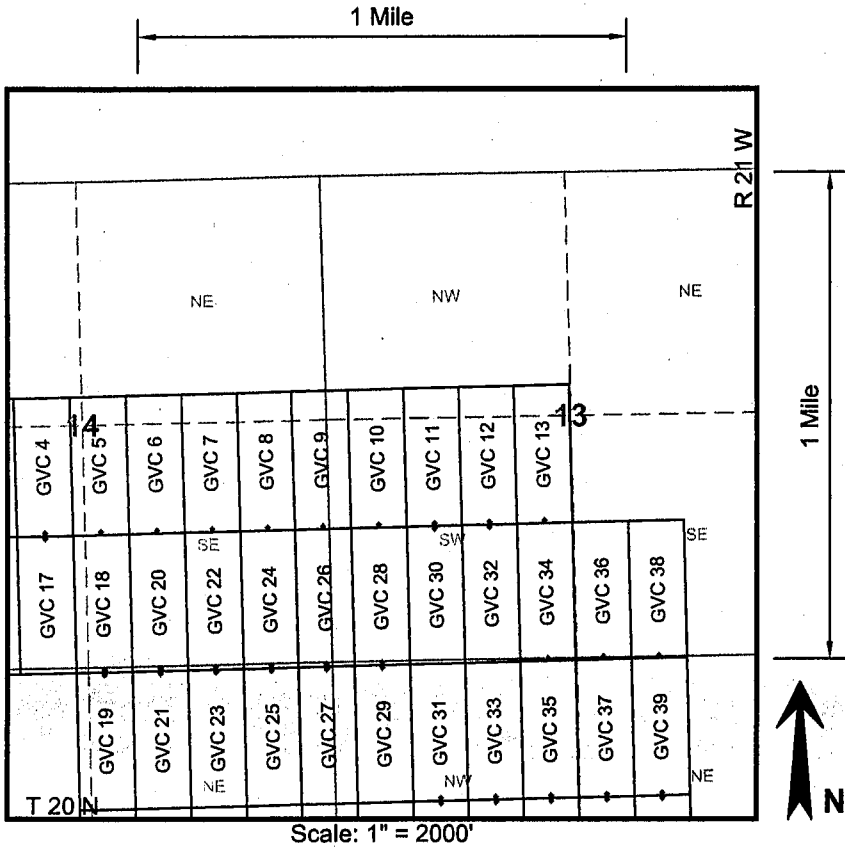 1 Mile
R 21 W
NE
NW
NE
1 Mile
14
13
GVC 4
GVC 5
GVC 6
GVC 7
GVC 8
GVC 9
GVC 10
GVC 11
GVC 12
GVC 13
SE
SW
SE
GVC 17
GVC 18
GVC 20
GVC 22
GVC 24
GVC 26
GVC 28
GVC 30
GVC 32
GVC 34
GVC 36
GVC 38
GVC 19
GVC 21
GVC 23
GVC 25
GVC 27
GVC 29
GVC 31
GVC 33
GVC 35
GVC 37
GVC 39
NE
NW
NE
T 20 N
N
Scale: 1" = 2000'